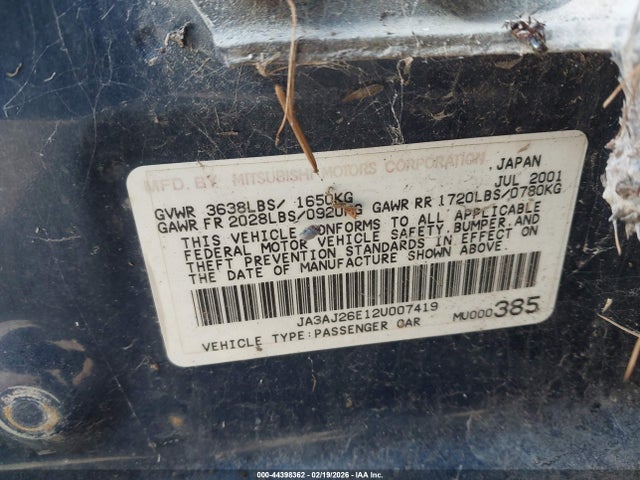 MFD. BY MITSUBISHI MOTORS CORPORATION, JAPAN
JUL 2001
GVWR 3638LBS/ 1650KG
GAWR FR 2028LBS/0920KG GAWR RR 1720LBS/0780KG
THIS VEHICLE CONFORMS TO ALL APPLICABLE
FEDERAL MOTOR VEHICLE SAFETY, BUMPER, AND
THEFT PREVENTION STANDARDS IN EFFECT ON
THE DATE OF MANUFACTURE SHOWN ABOVE.
JA3AJ26E12U007419
VEHICLE TYPE:PASSENGER CAR MU000385
000-44398362 - 02/19/2026 - IAA Inc.